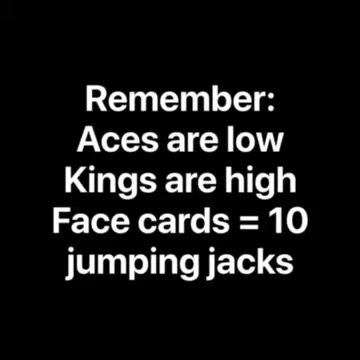 Remember:
Aces are low
Kings are high
Face cards = 10
jumping jacks